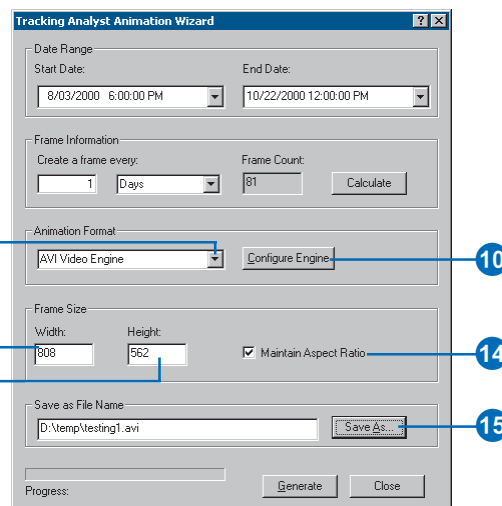 Tracking Analyst Animation Wizard
Date Range
Start Date: End Date:
8/03/2000 6:00:00 PM 10/22/2000 12:00:00 PM
Frame Information
Create a frame every: Frame Count:
1 Days 81 Calculate
Animation Format
AVI Video Engine Configure Engine 10
Frame Size
Width: Height:
808 562 Maintain Aspect Ratio 14
Save as File Name
D:\temp\testing1.avi Save As... 15
Progress: Generate Close